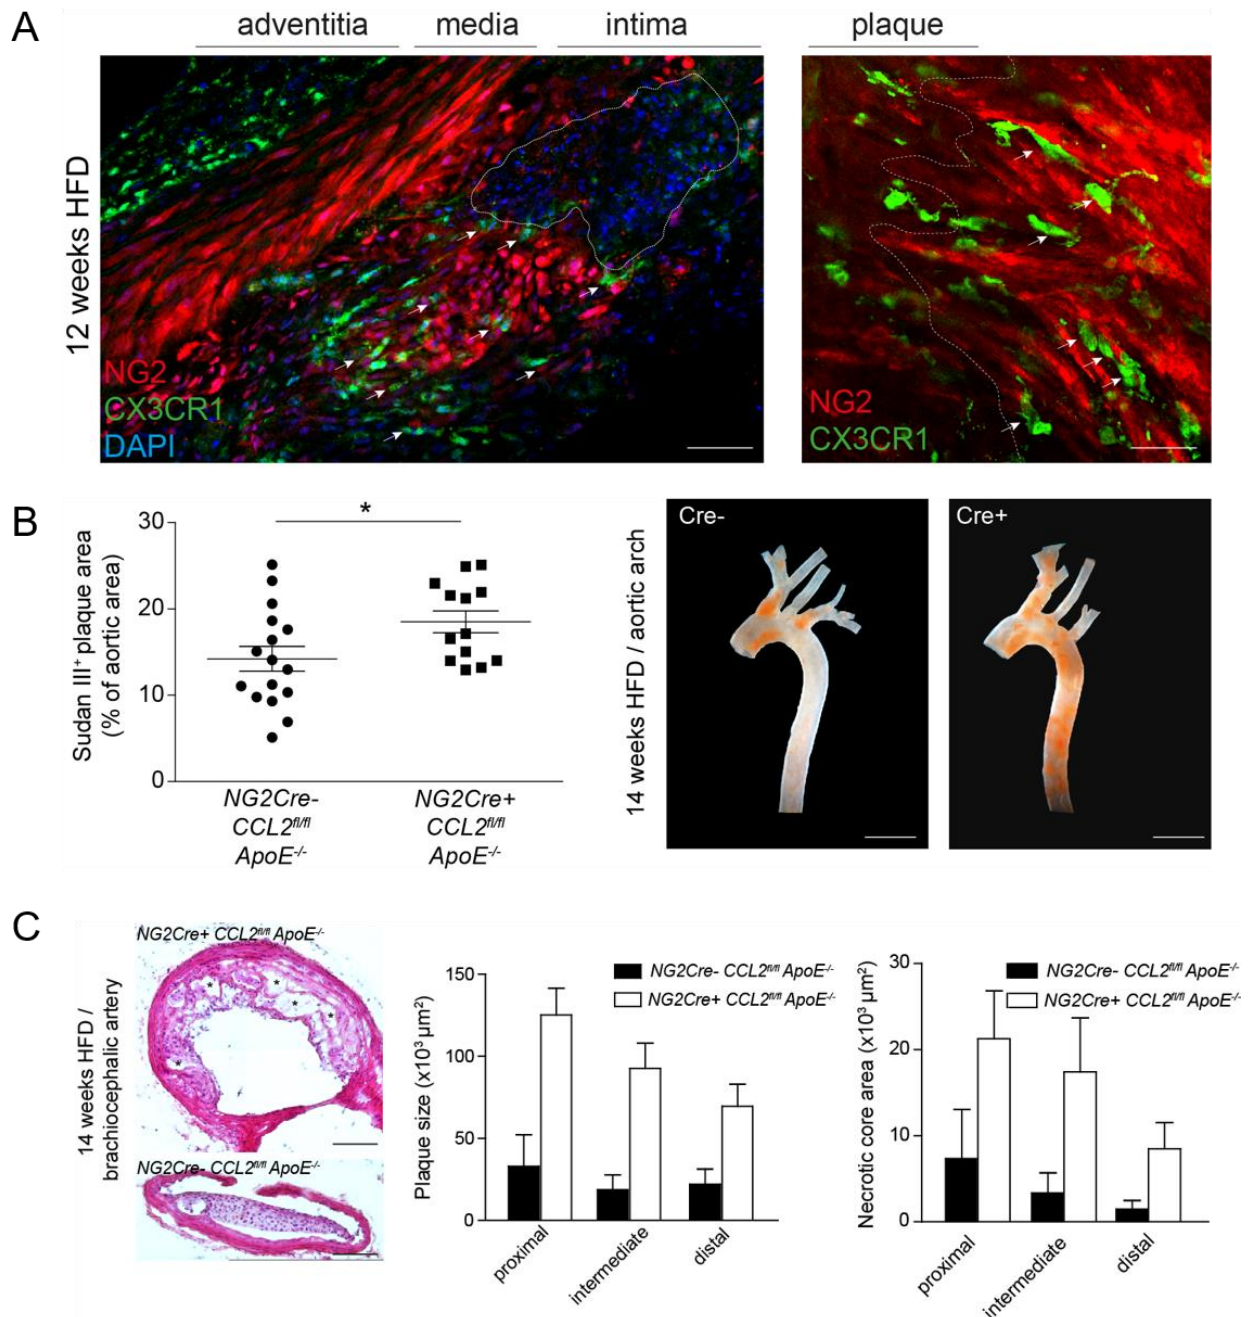 A
adventitia media intima plaque
12 weeks HFD
NG2
CX3CR1
DAPI
NG2
CX3CR1
B
Sudan III⁺ plaque area
(% of aortic area)
30
20
10
0
*
NG2Cre-
CCL2fl/fl
ApoE-/-
NG2Cre+
CCL2fl/fl
ApoE-/-
14 weeks HFD / aortic arch
Cre-
Cre+
C
14 weeks HFD /
brachiocephalic artery
NG2Cre+ CCL2fl/fl ApoE-/-
* * * * *
NG2Cre- CCL2fl/fl ApoE-/-
Plaque size (x10³ µm²)
150
100
50
0
NG2Cre- CCL2fl/fl ApoE-/-
NG2Cre+ CCL2fl/fl ApoE-/-
proximal
intermediate
distal
Necrotic core area (x10³ µm²)
30
20
10
0
NG2Cre- CCL2fl/fl ApoE-/-
NG2Cre+ CCL2fl/fl ApoE-/-
proximal
intermediate
distal